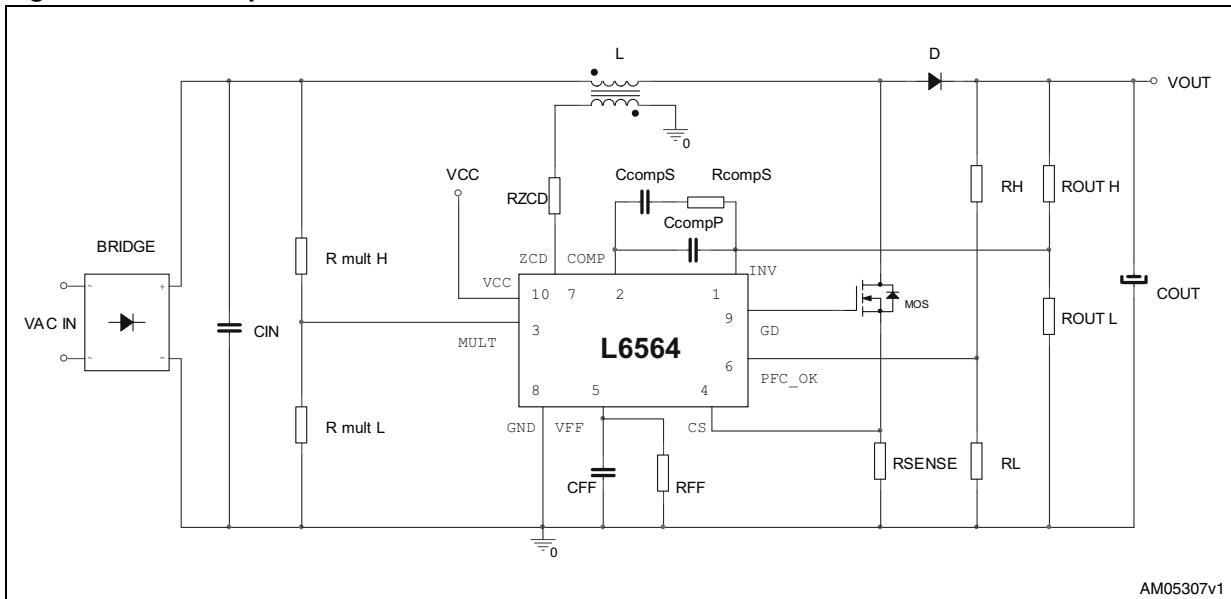 L
D
VOUT
0
VCC
CcompS
RcompS
RZCD
CcompP
RH
ROUT H
BRIDGE
R mult H
ZCD
COMP
INV
VCC
10
7
2
1
MOS
COUT
~
+
VAC IN
CIN
3
9
GD
ROUT L
MULT
L6564
~
-
6
PFC_OK
8
5
4
GND
VFF
CS
R mult L
RSENSE
RL
CFF
RFF
0
AM05307v1